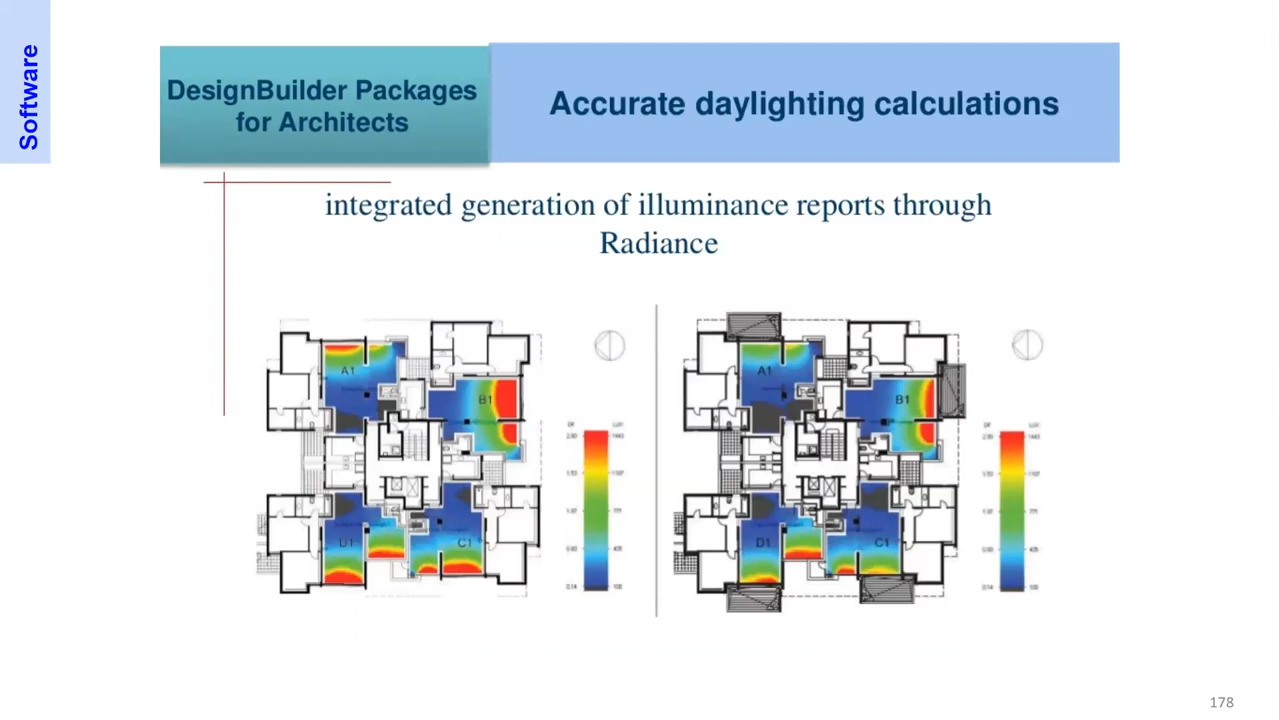 Software
DesignBuilder Packages
for Architects
Accurate daylighting calculations
integrated generation of illuminance reports through
Radiance
A1
B1
D1
C1
A1
B1
D1
C1
178